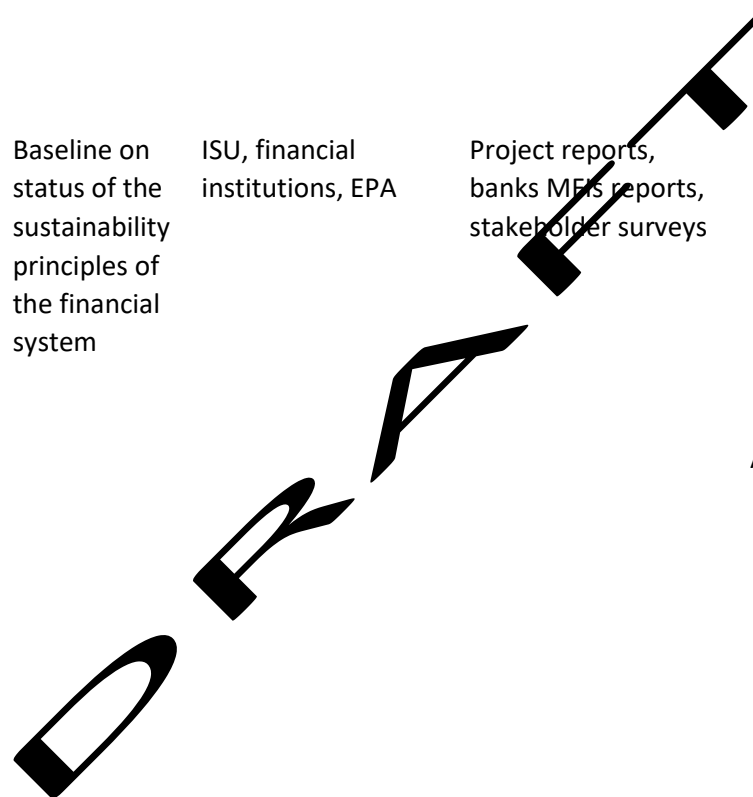 Baseline on
status of the
sustainability
principles of
the financial
system
ISU, financial
institutions, EPA
Project reports,
banks MFIs reports,
stakeholder surveys
DRAFT